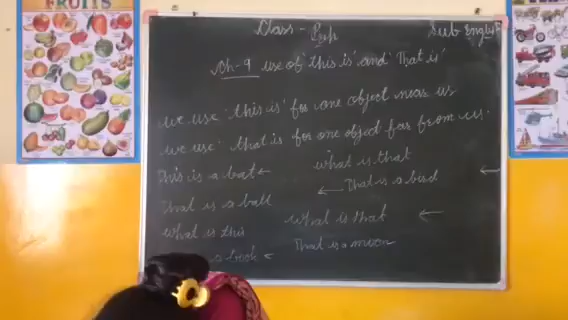 FRUITS
Class - Prep
Sub English
Ch-9 use of 'this is' and 'That is'
we use 'this is' for one object near us
we use 'that is' for one object far from us.
This is a bat ←
what is that
← That is a bird ←
That is a ball
what is that ←
what is this
a book ←
That is a moon